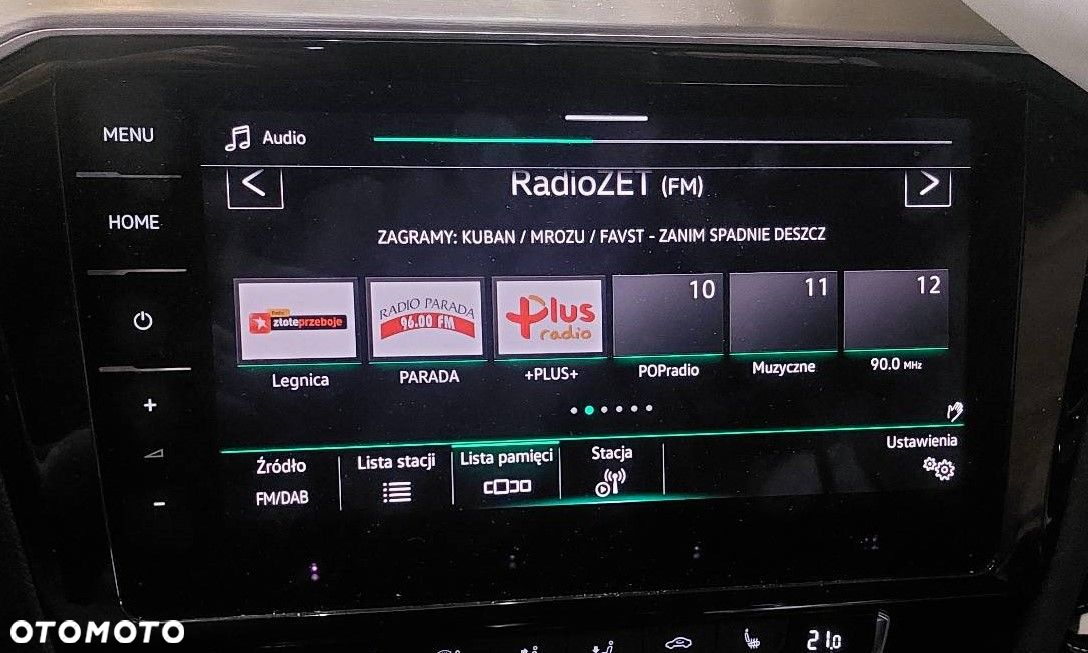 MENU
HOME
+
-
Audio
<
RadioZET (FM)
>
ZAGRAMY: KUBAN / MROZU / FAVST - ZANIM SPADNIE DESZCZ
Radio
złoteprzeboje
RADIO PARADA
96.00 FM
Plus
radio
10
11
12
Legnica
PARADA
+PLUS+
POPradio
Muzyczne
90.0 MHz
Źródło
FM/DAB
Lista stacji
Lista pamięci
Stacja
Ustawienia
21.0
OTOMOTO